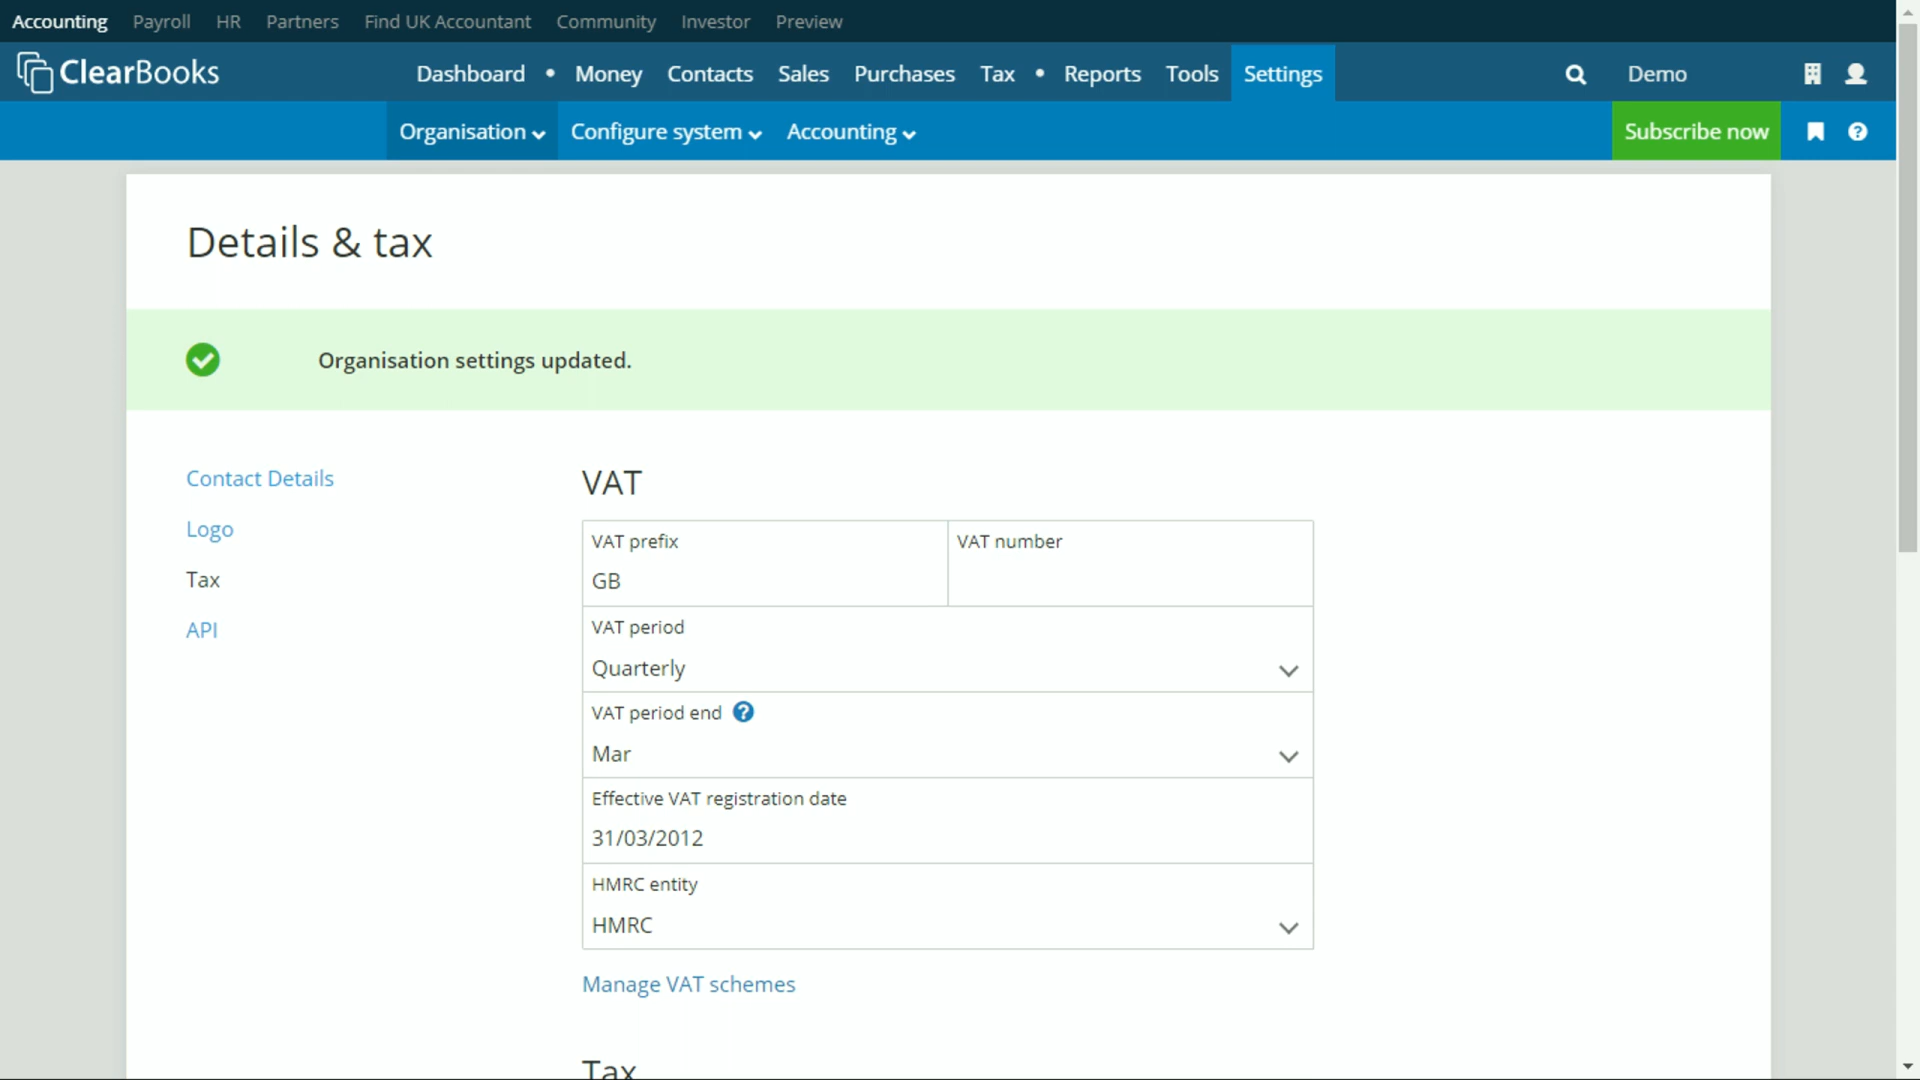 Accounting Payroll HR Partners Find UK Accountant Community Investor Preview
ClearBooks Dashboard • Money Contacts Sales Purchases Tax • Reports Tools Settings Demo
Organisation Configure system Accounting Subscribe now
Details & tax
Organisation settings updated.
Contact Details
Logo
Tax
API
VAT
VAT prefix VAT number
GB
VAT period
Quarterly
VAT period end ?
Mar
Effective VAT registration date
31/03/2012
HMRC entity
HMRC
Manage VAT schemes
Tax